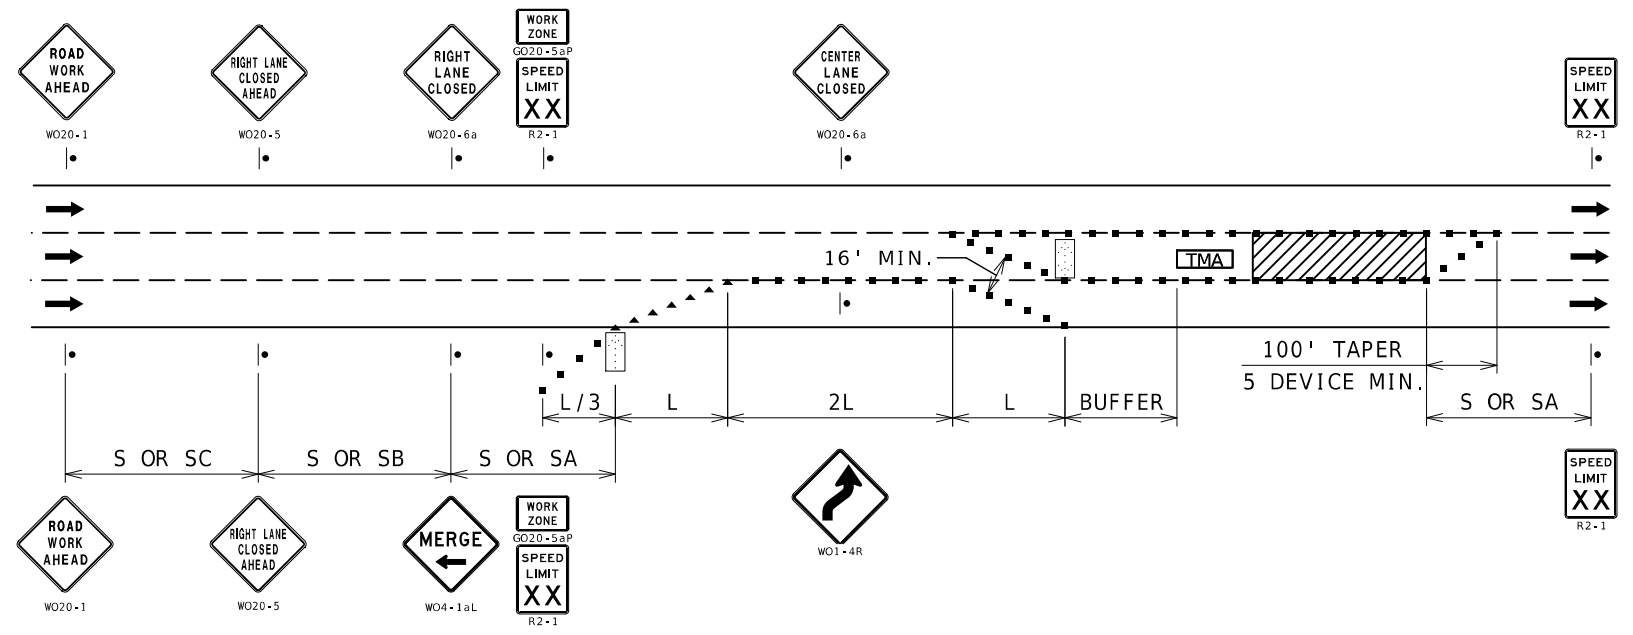 ROAD
WORK
AHEAD
WO20-1
RIGHT LANE
CLOSED
AHEAD
WO20-5
RIGHT
LANE
CLOSED
WO20-6a
WORK
ZONE
GO20-5aP
SPEED
LIMIT
XX
R2-1
CENTER
LANE
CLOSED
WO20-6a
SPEED
LIMIT
XX
R2-1
16' MIN.
TMA
100' TAPER
5 DEVICE MIN.
L/3
L
2L
L
BUFFER
S OR SA
S OR SC
S OR SB
S OR SA
ROAD
WORK
AHEAD
WO20-1
RIGHT LANE
CLOSED
AHEAD
WO20-5
MERGE
WO4-1aL
WORK
ZONE
GO20-5aP
SPEED
LIMIT
XX
R2-1
WO1-4R
SPEED
LIMIT
XX
R2-1